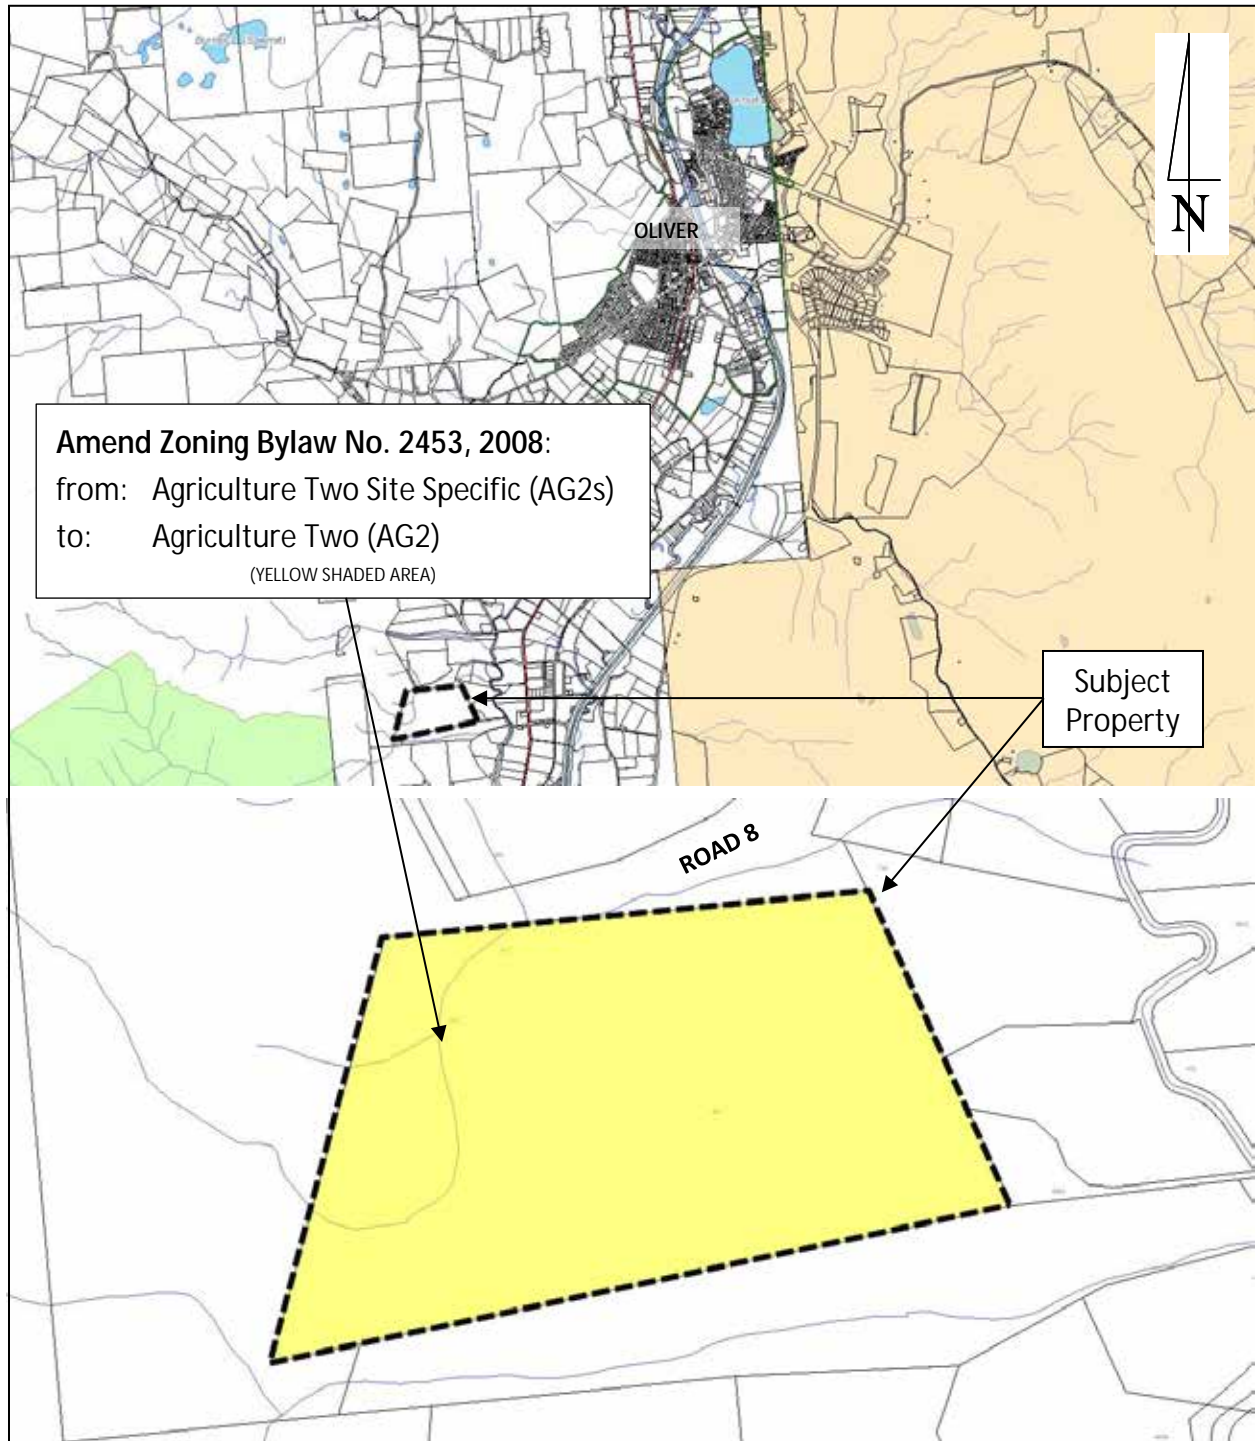 OLIVER
N
Amend Zoning Bylaw No. 2453, 2008:
from: Agriculture Two Site Specific (AG2s)
to: Agriculture Two (AG2)
(YELLOW SHADED AREA)
Subject
Property
ROAD 8